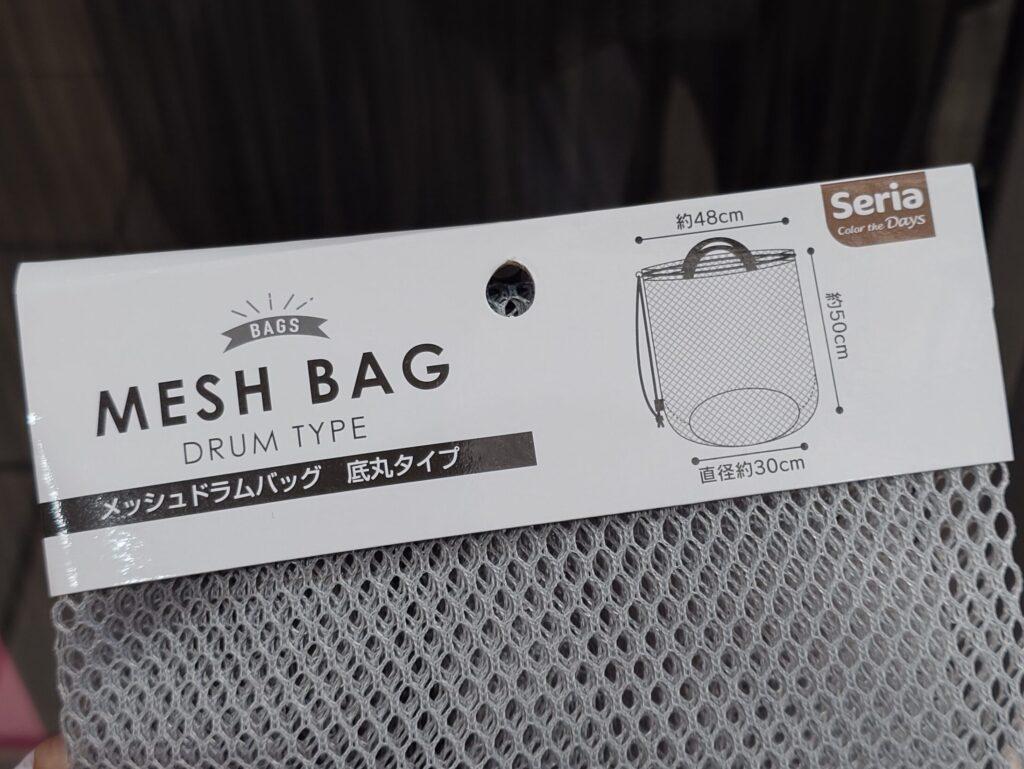 BAGS
MESH BAG
DRUM TYPE
メッシュドラムバッグ 底丸タイプ
約48cm
約50cm
直径約30cm
Seria
Color the Days